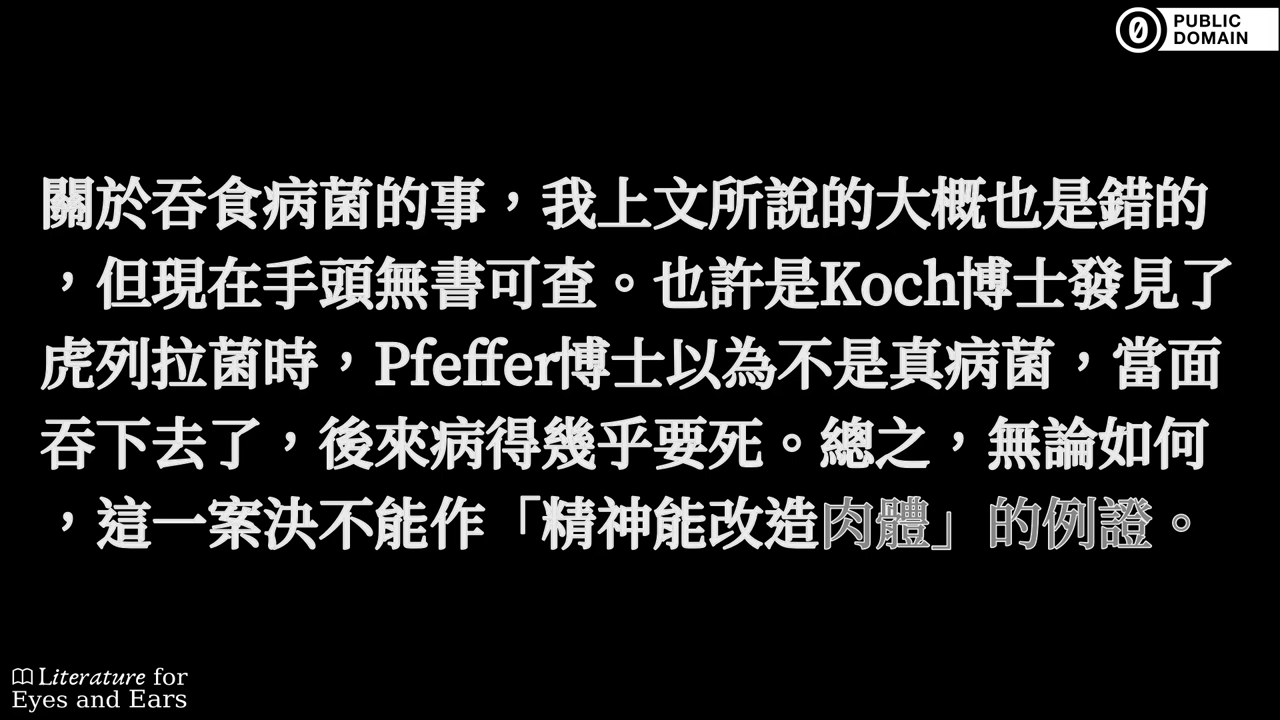 PUBLIC
DOMAIN
關於吞食病菌的事，我上文所說的大概也是錯的
，但現在手頭無書可查。也許是Koch博士發見了
虎列拉菌時，Pfeffer博士以為不是真病菌，當面
吞下去了，後來病得幾乎要死。總之，無論如何
，這一案決不能作「精神能改造肉體」的例證。
Literature for
Eyes and Ears